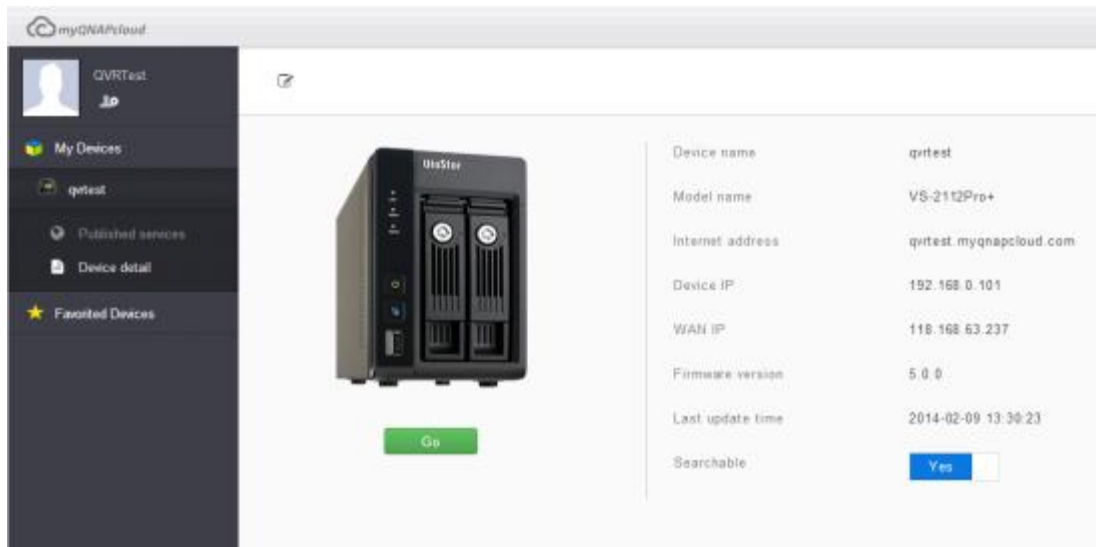 myQNAPcloud
QVRTest
My Devices
qvrtest
Published services
Device detail
Favorited Devices
VioStor
Go
Device name qvrtest
Model name VS-2112Pro+
Internet address qvrtest.myqnapcloud.com
Device IP 192.168.0.101
WAN IP 118.168.63.237
Firmware version 5.0.0
Last update time 2014-02-09 13:30:23
Searchable Yes